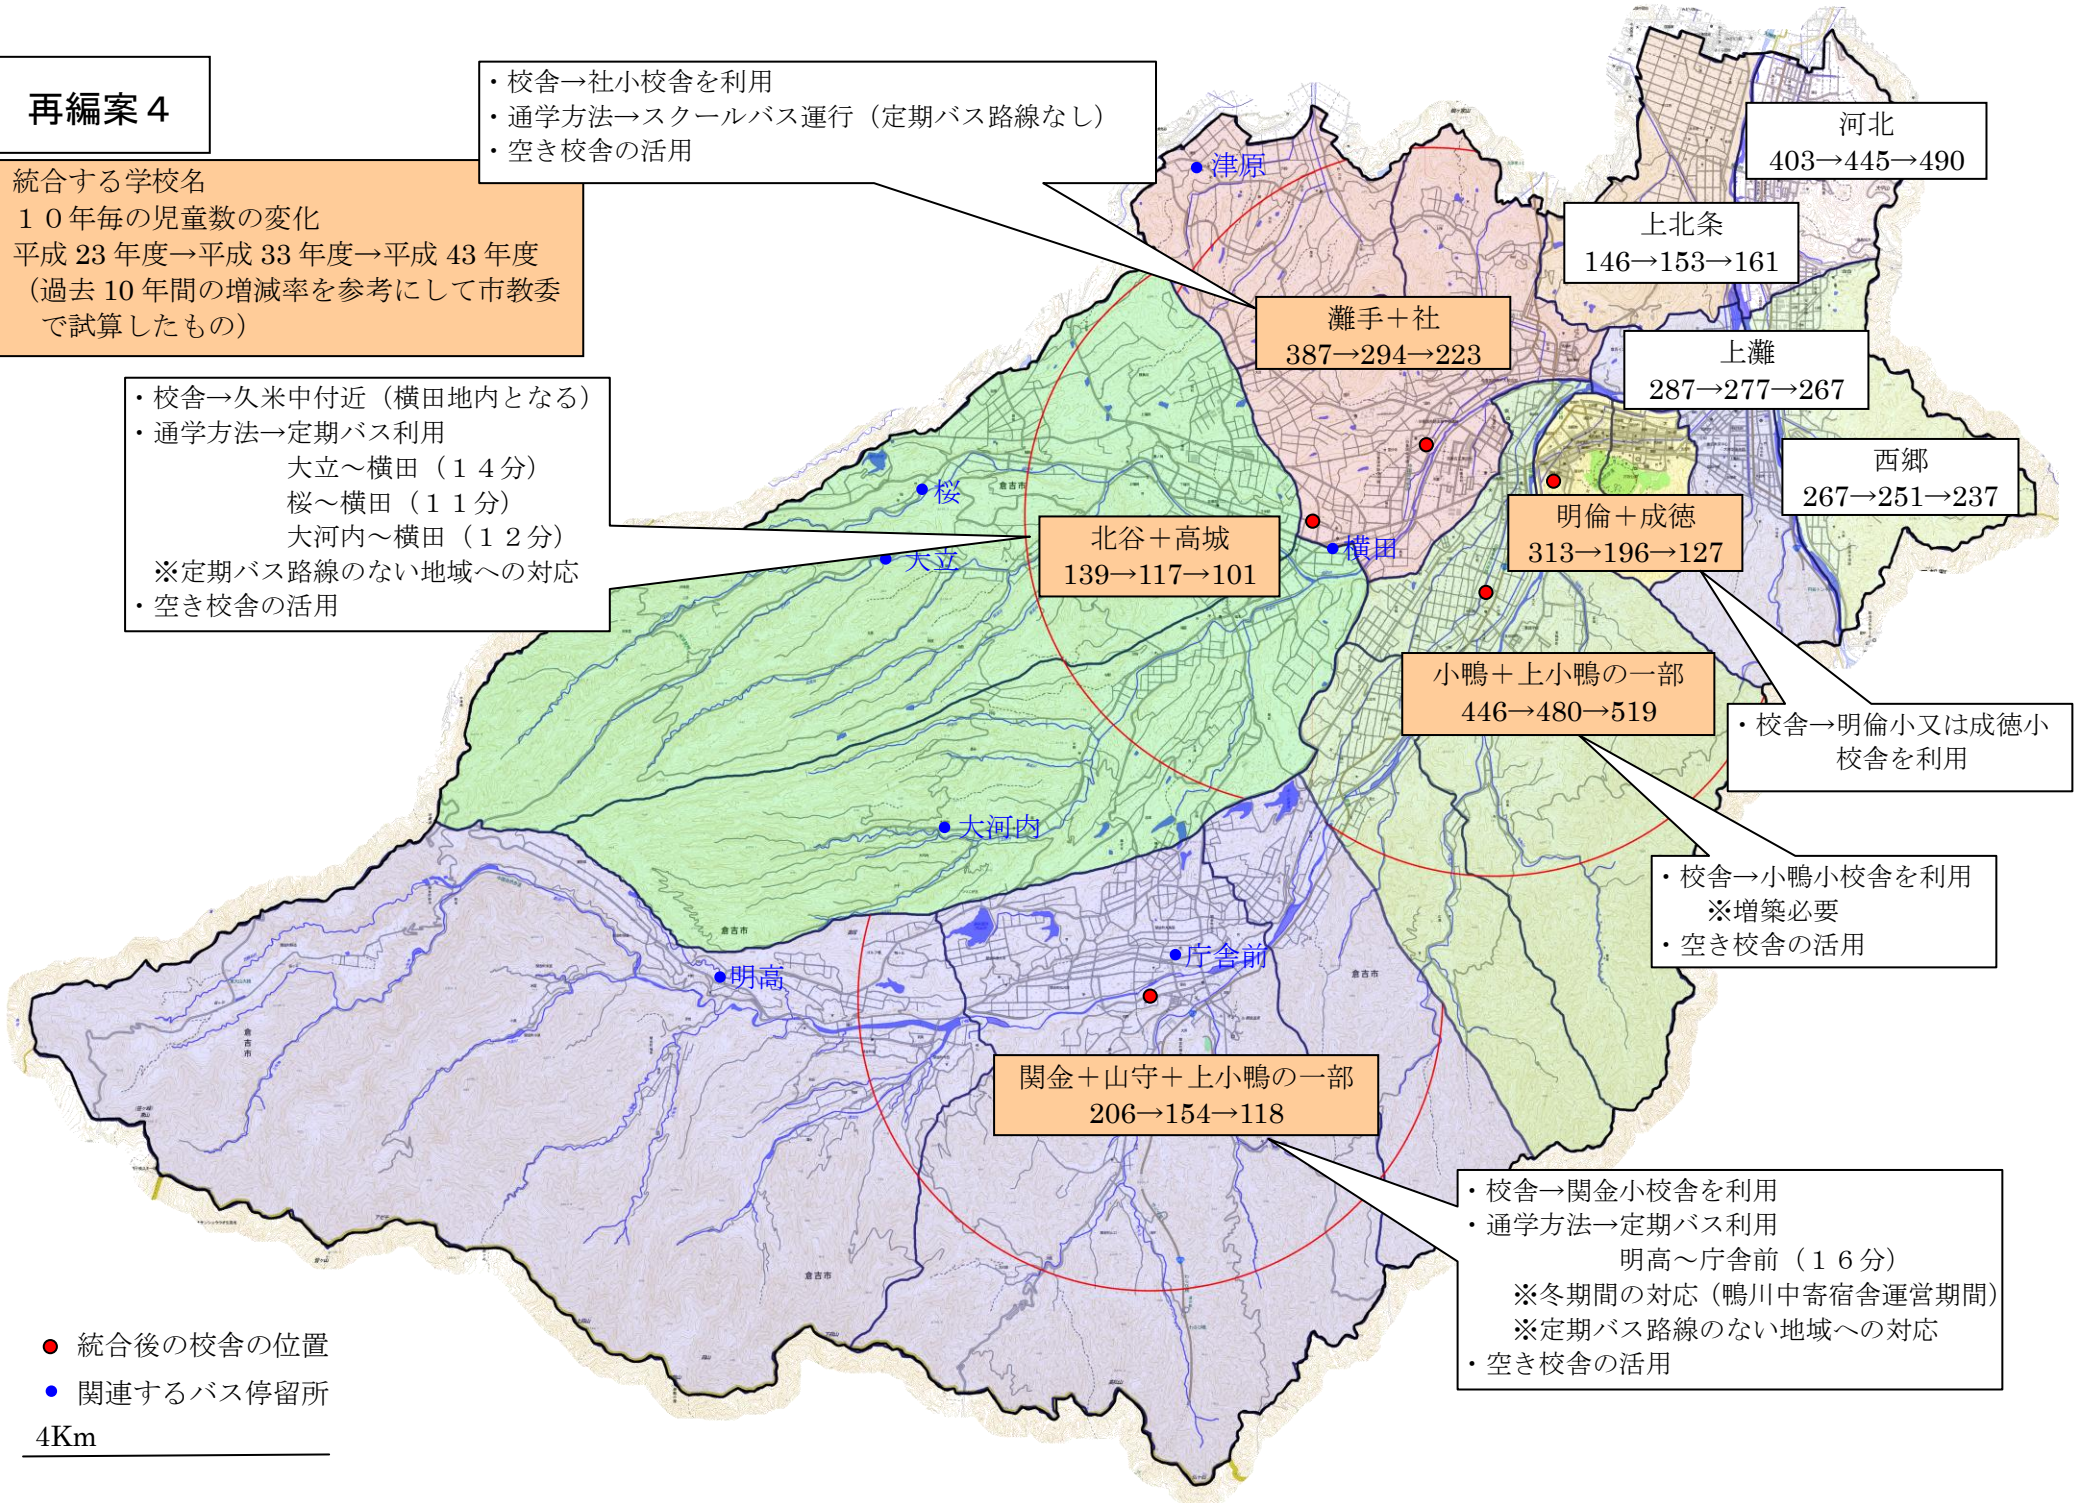 再編案４
統合する学校名
１０年毎の児童数の変化
平成 23 年度→平成 33 年度→平成 43 年度
（過去 10 年間の増減率を参考にして市教委
で試算したもの）
・校舎→社小校舎を利用
・通学方法→スクールバス運行（定期バス路線なし）
・空き校舎の活用
河北
403→445→490
上北条
146→153→161
津原
灘手＋社
387→294→223
上灘
287→277→267
西郷
267→251→237
・校舎→久米中付近（横田地内となる）
・通学方法→定期バス利用
大立～横田（１４分）
桜～横田（１１分）
大河内～横田（１２分）
※定期バス路線のない地域への対応
・空き校舎の活用
桜
倉吉市
大立
北谷＋高城
139→117→101
横田
明倫＋成徳
313→196→127
小鴨＋上小鴨の一部
446→480→519
・校舎→明倫小又は成徳小
校舎を利用
大河内
・校舎→小鴨小校舎を利用
※増築必要
・空き校舎の活用
倉吉市
明高
庁舎前
倉吉市
倉吉市
関金＋山守＋上小鴨の一部
206→154→118
・校舎→関金小校舎を利用
・通学方法→定期バス利用
明高～庁舎前（１６分）
※冬期間の対応（鴨川中寄宿舎運営期間）
※定期バス路線のない地域への対応
・空き校舎の活用
倉吉市
統合後の校舎の位置
関連するバス停留所
4Km